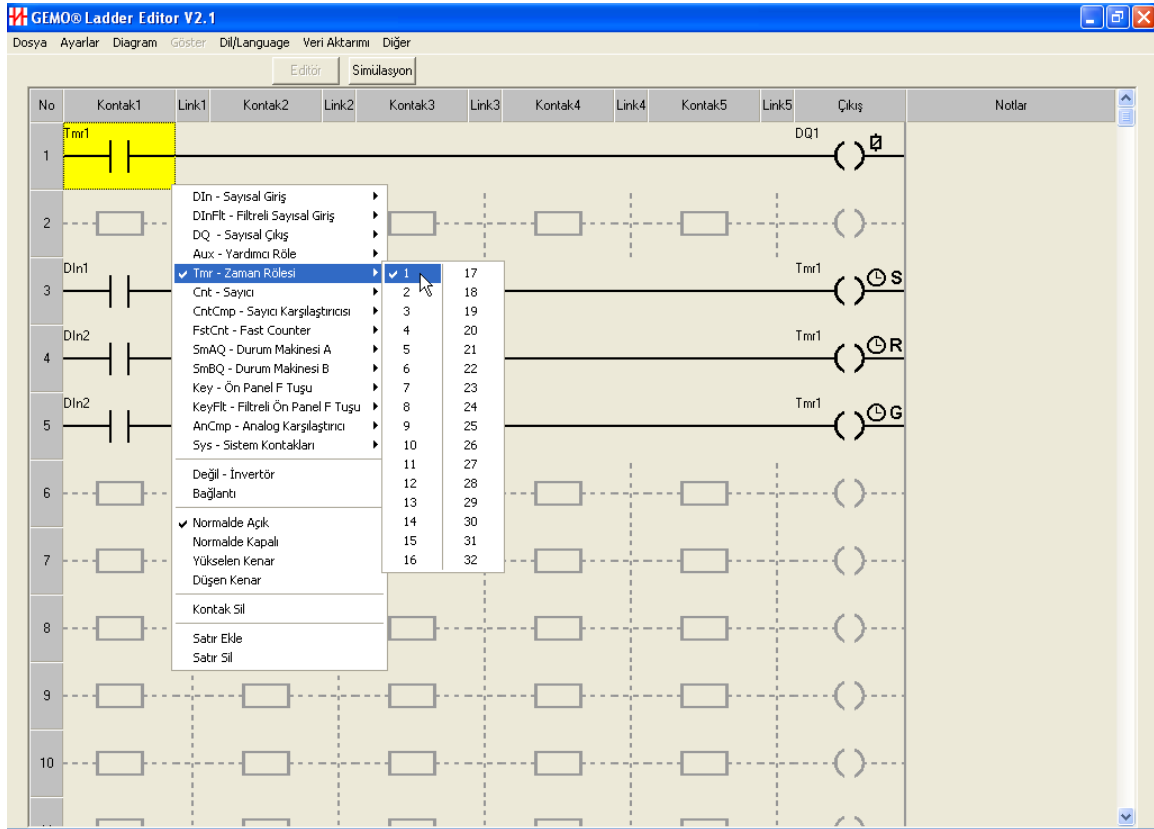 GEMO® Ladder Editor V2.1
Dosya Ayarlar Diagram Göster Dil/Language Veri Aktarımı Diğer
Editör Simülasyon
No Kontak1 Link1 Kontak2 Link2 Kontak3 Link3 Kontak4 Link4 Kontak5 Link5 Çıkış Notlar
Tmr1 DQ1
1
DIn - Sayısal Giriş
DInFlt - Filtreli Sayısal Giriş
2
DQ - Sayısal Çıkış
Aux - Yardımcı Röle
DIn1 Tmr - Zaman Rölesi 1 17 Tmr1
3 Cnt - Sayıcı 2 18 S
CntCmp - Sayıcı Karşılaştırıcısı 3 19
DIn2 FstCnt - Fast Counter 4 20 Tmr1
4 SmAQ - Durum Makinesi A 5 21 R
SmBQ - Durum Makinesi B 6 22
Key - Ön Panel F Tuşu 7 23
DIn2 KeyFlt - Filtreli Ön Panel F Tuşu 8 24 Tmr1
5 AnCmp - Analog Karşılaştırıcı 9 25 G
Sys - Sistem Kontakları 10 26
11 27
Değil - İnvertör
6 12 28
Bağlantı
13 29
Normalde Açık 14 30
Normalde Kapalı 15 31
7 Yükselen Kenar 16 32
Düşen Kenar
Kontak Sil
8
Satır Ekle
Satır Sil
9
10